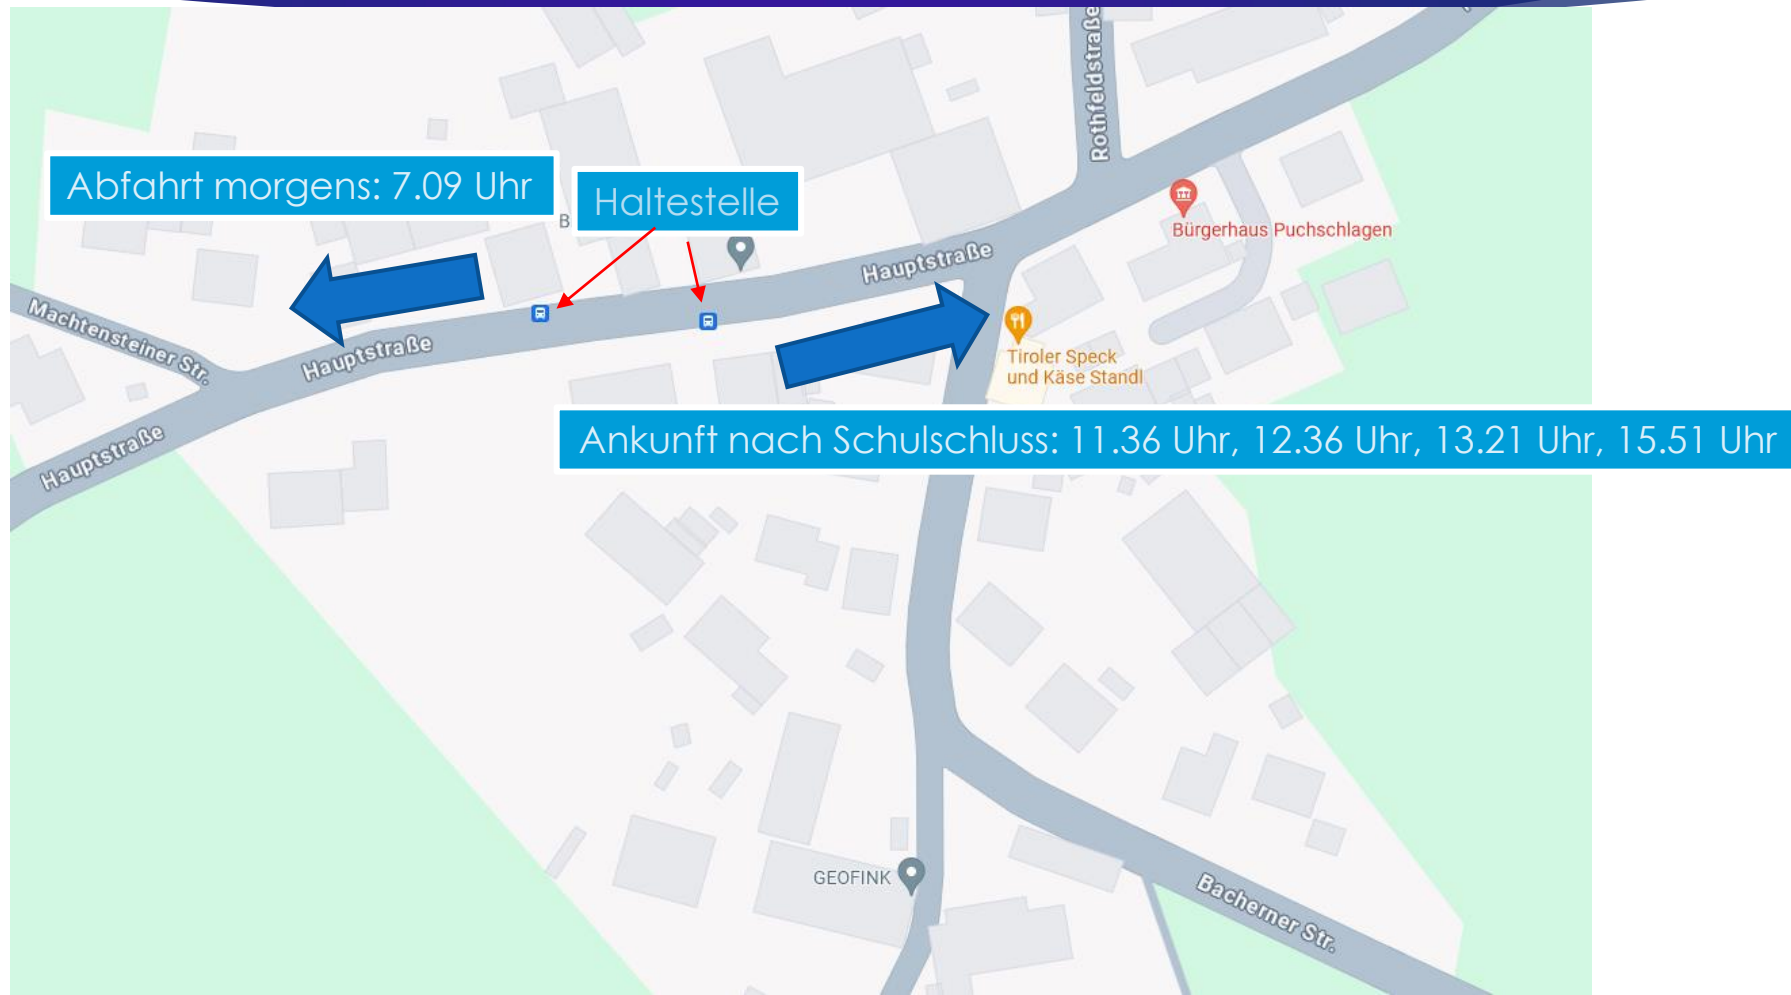 Rothfeldstraße
Abfahrt morgens: 7.09 Uhr
Haltestelle
B
Bürgerhaus Puchschlagen
Hauptstraße
Machtensteiner Str.
Hauptstraße
Tiroler Speck
und Käse Standl
Hauptstraße
Ankunft nach Schulschluss: 11.36 Uhr, 12.36 Uhr, 13.21 Uhr, 15.51 Uhr
GEOFINK
Bacherner Str.